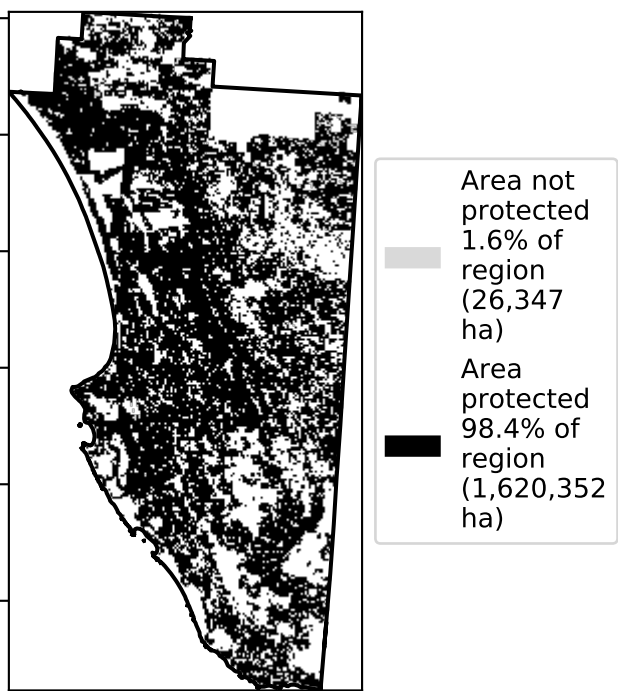 Area not
protected
1.6% of
region
(26,347
ha)
Area
protected
98.4% of
region
(1,620,352
ha)